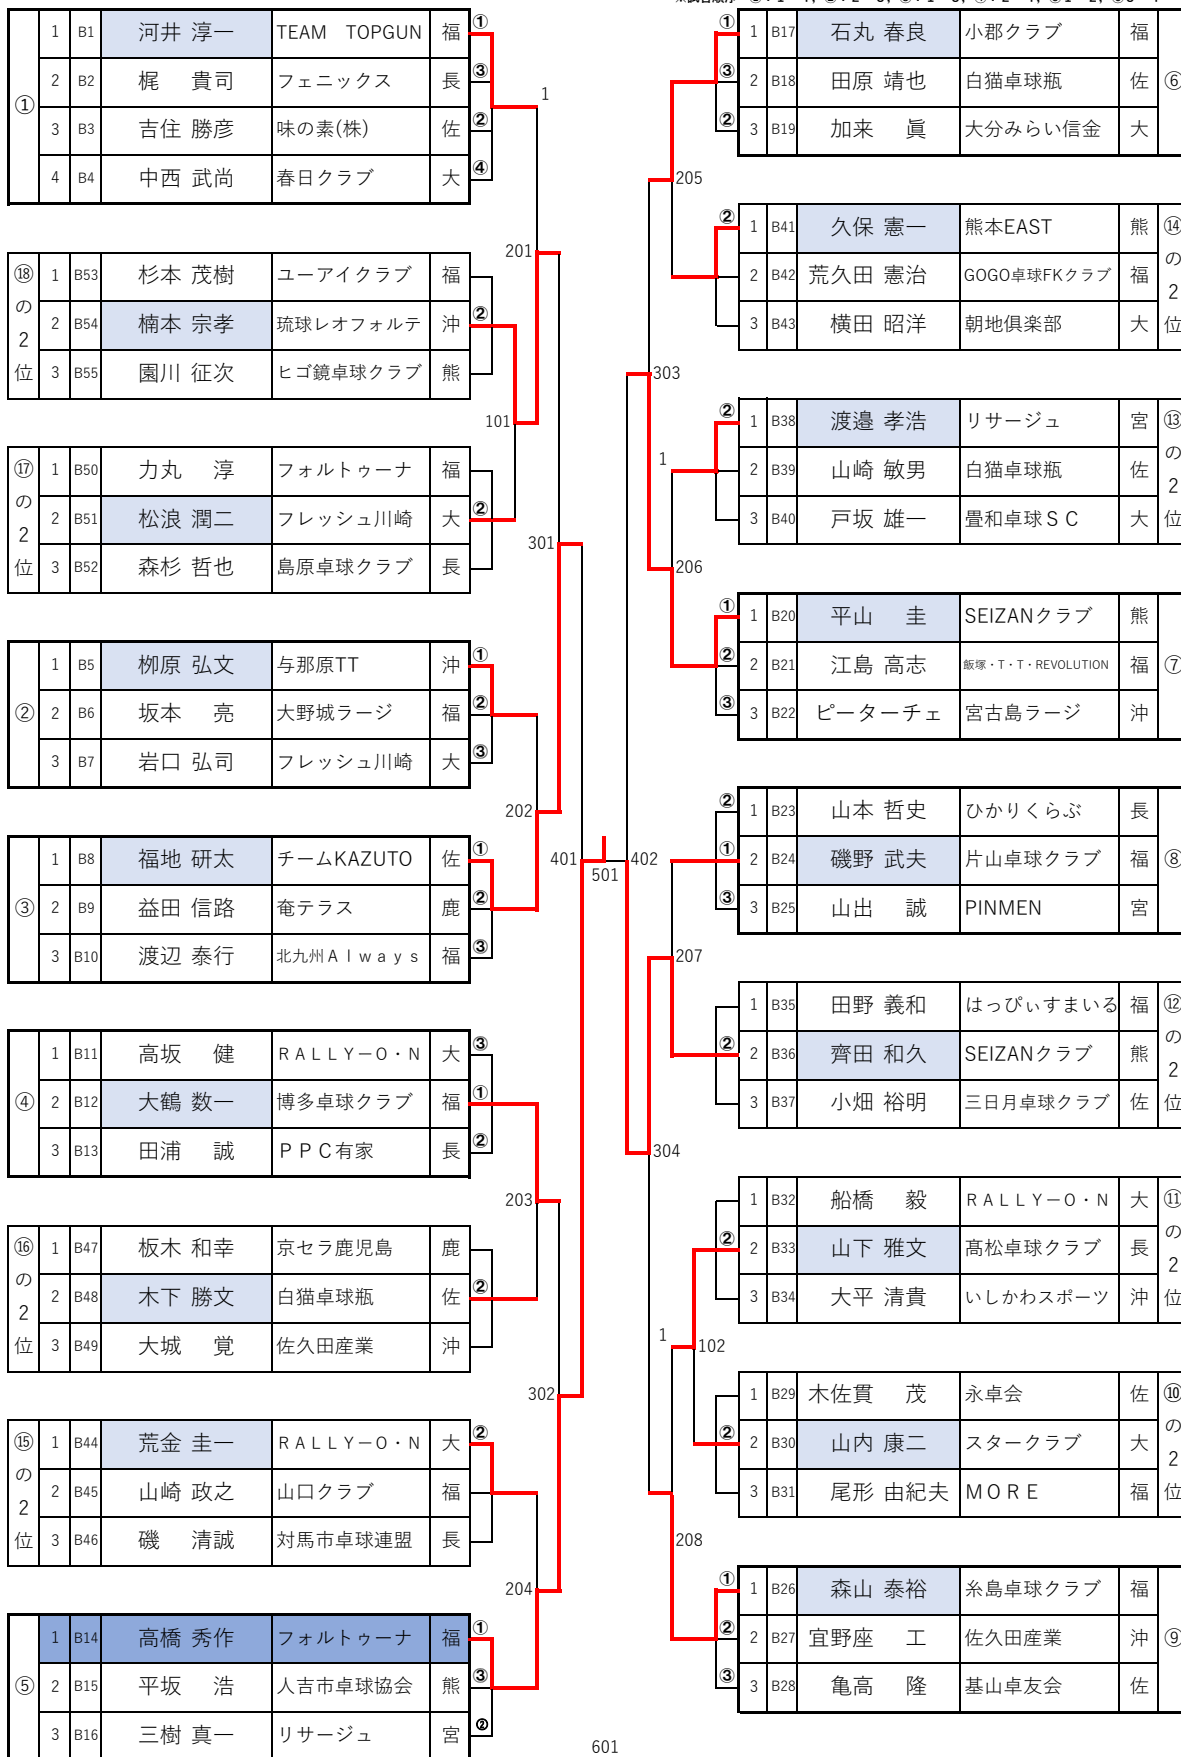 ① 1 B1 河井 淳一 TEAM　TOPGUN 福 ①
2 B2 梶　貴司 フェニックス 長 ③
3 B3 吉住 勝彦 味の素(株) 佐 ②
4 B4 中西 武尚 春日クラブ 大 ④
1
⑱の2位 1 B53 杉本 茂樹 ユーアイクラブ 福
2 B54 楠本 宗孝 琉球レオフォルテ 沖 ②
3 B55 園川 征次 ヒゴ鏡卓球クラブ 熊
201
101
⑰の2位 1 B50 力丸　淳 フォルトゥーナ 福
2 B51 松浪 潤二 フレッシュ川崎 大 ②
3 B52 森杉 哲也 島原卓球クラブ 長
301
② 1 B5 栁原 弘文 与那原TT 沖 ①
2 B6 坂本　亮 大野城ラージ 福 ②
3 B7 岩口 弘司 フレッシュ川崎 大 ③
202
③ 1 B8 福地 研太 チームKAZUTO 佐 ①
2 B9 益田 信路 奄テラス 鹿 ②
3 B10 渡辺 泰行 北九州Ａｌｗａｙｓ 福 ③
401
501
402
④ 1 B11 高坂　健 ＲＡＬＬＹ－Ｏ・Ｎ 大 ③
2 B12 大鶴 数一 博多卓球クラブ 福 ①
3 B13 田浦　誠 ＰＰＣ有家 長 ②
203
⑯の2位 1 B47 板木 和幸 京セラ鹿児島 鹿
2 B48 木下 勝文 白猫卓球瓶 佐 ②
3 B49 大城　覚 佐久田産業 沖
302
⑮の2位 1 B44 荒金 圭一 ＲＡＬＬＹ－Ｏ・Ｎ 大 ②
2 B45 山崎 政之 山口クラブ 福
3 B46 磯　清誠 対馬市卓球連盟 長
204
⑤ 1 B14 高橋 秀作 フォルトゥーナ 福 ①
2 B15 平坂　浩 人吉市卓球協会 熊 ③
3 B16 三樹 真一 リサージュ 宮 ②
601
① 1 B17 石丸 春良 小郡クラブ 福 ⑥
③ 2 B18 田原 靖也 白猫卓球瓶 佐
② 3 B19 加来　眞 大分みらい信金 大
205
② 1 B41 久保 憲一 熊本EAST 熊 ⑭の2位
2 B42 荒久田 憲治 GOGO卓球FKクラブ 福
3 B43 横田 昭洋 朝地倶楽部 大
303
② 1 B38 渡邉 孝浩 リサージュ 宮 ⑬の2位
1
2 B39 山崎 敏男 白猫卓球瓶 佐
3 B40 戸坂 雄一 畳和卓球ＳＣ 大
206
① 1 B20 平山　圭 SEIZANクラブ 熊 ⑦
② 2 B21 江島 高志 飯塚・T・T・REVOLUTION 福
③ 3 B22 ピーターチェ 宮古島ラージ 沖
② 1 B23 山本 哲史 ひかりくらぶ 長 ⑧
① 2 B24 磯野 武夫 片山卓球クラブ 福
③ 3 B25 山出　誠 PINMEN 宮
207
1 B35 田野 義和 はっぴぃすまいる 福 ⑫の2位
② 2 B36 齊田 和久 SEIZANクラブ 熊
3 B37 小畑 裕明 三日月卓球クラブ 佐
304
1 B32 船橋　毅 ＲＡＬＬＹ－Ｏ・Ｎ 大 ⑪の2位
② 2 B33 山下 雅文 髙松卓球クラブ 長
3 B34 大平 清貴 いしかわスポーツ 沖
1
102
1 B29 木佐貫　茂 永卓会 佐 ⑩の2位
② 2 B30 山内 康二 スタークラブ 大
3 B31 尾形 由紀夫 ＭＯＲＥ 福
208
① 1 B26 森山 泰裕 糸島卓球クラブ 福 ⑨
② 2 B27 宜野座　工 佐久田産業 沖
③ 3 B28 亀高　隆 基山卓友会 佐